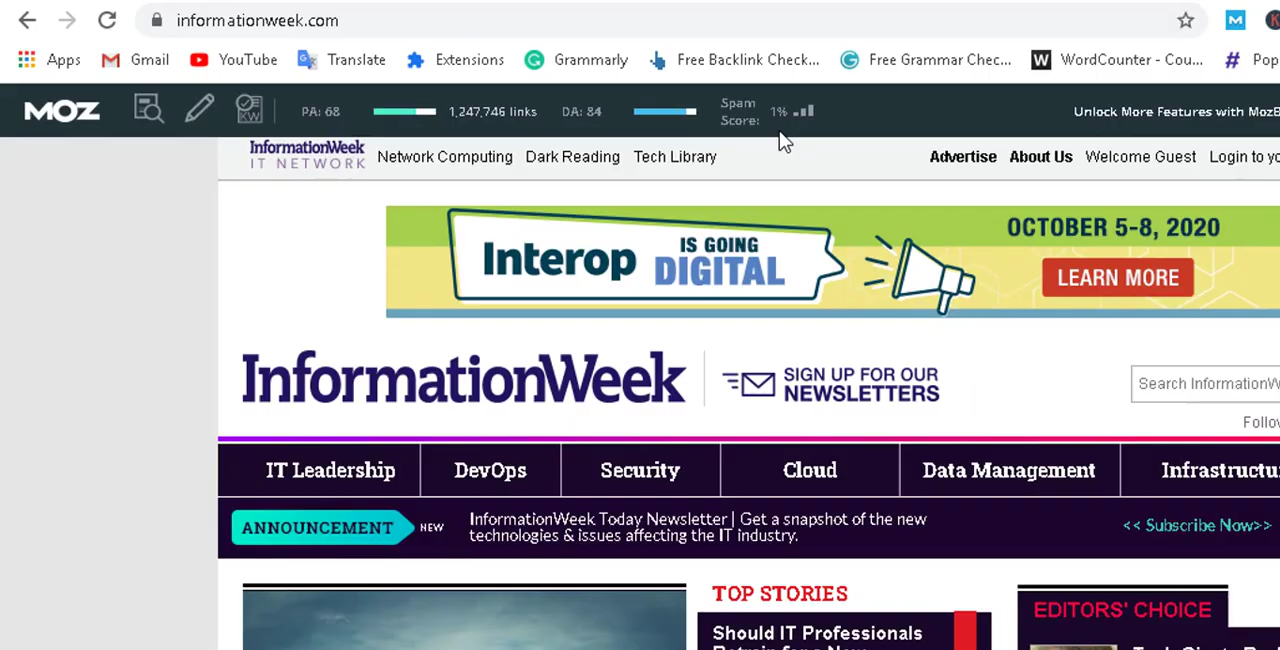 informationweek.com
Apps Gmail YouTube Translate Extensions Grammarly Free Backlink Check... Free Grammar Chec... WordCounter - Cou... Pop
MOZ PA: 68 1,247,746 links DA: 84 Spam Score: 1% Unlock More Features with MozB
InformationWeek
IT NETWORK
Network Computing Dark Reading Tech Library Advertise About Us Welcome Guest Login to yo
Interop IS GOING DIGITAL
OCTOBER 5-8, 2020
LEARN MORE
InformationWeek
SIGN UP FOR OUR
NEWSLETTERS
Search InformationW
Follo
IT Leadership DevOps Security Cloud Data Management Infrastructu
ANNOUNCEMENT NEW InformationWeek Today Newsletter | Get a snapshot of the new
technologies & issues affecting the IT industry.
<< Subscribe Now>>
TOP STORIES
Should IT Professionals
EDITORS' CHOICE